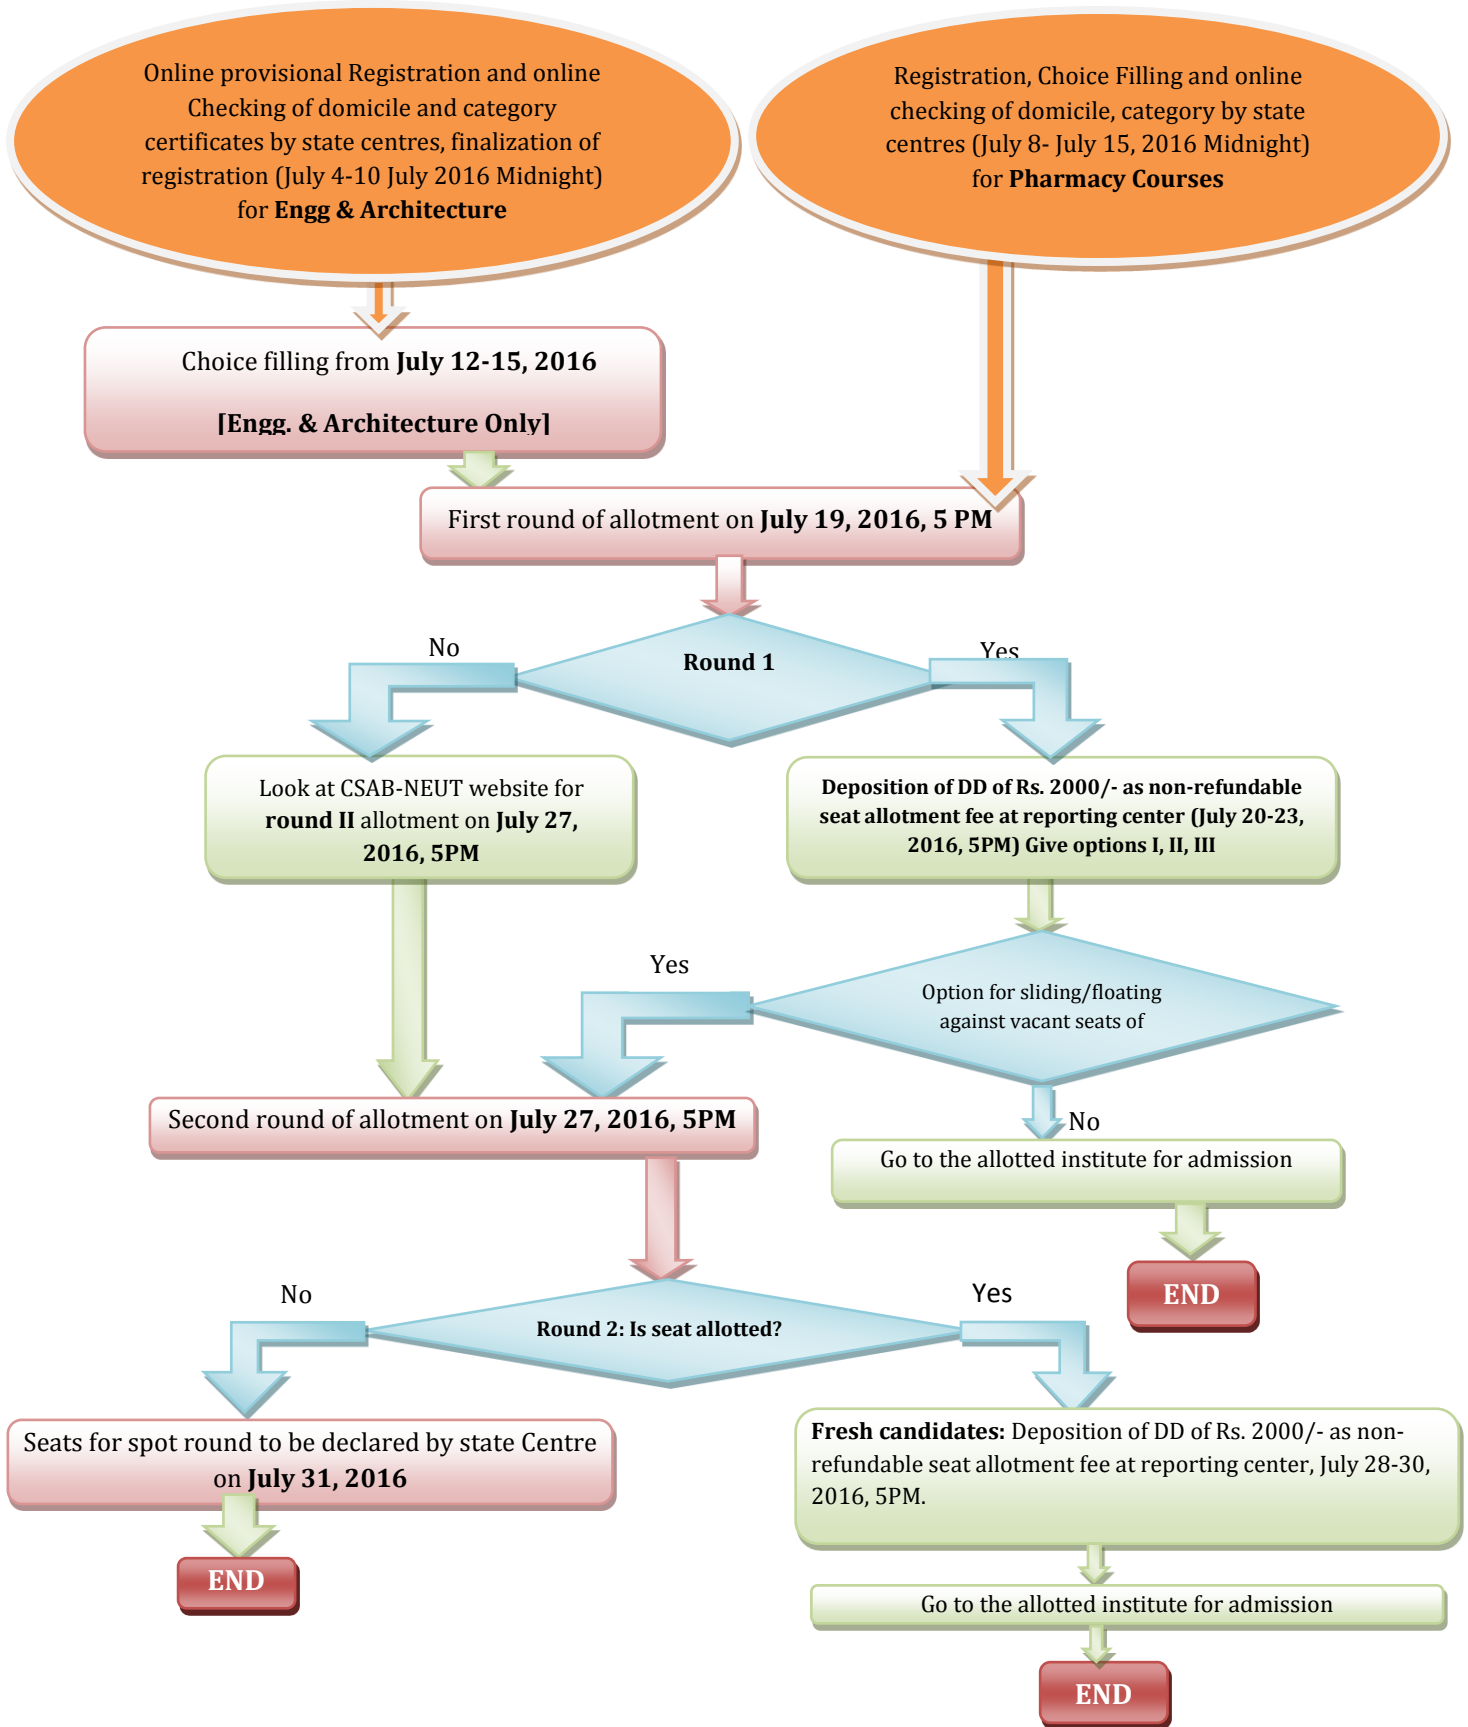 Online provisional Registration and online
Checking of domicile and category
certificates by state centres, finalization of
registration (July 4-10 July 2016 Midnight)
for Engg & Architecture
Registration, Choice Filling and online
checking of domicile, category by state
centres (July 8- July 15, 2016 Midnight)
for Pharmacy Courses
Choice filling from July 12-15, 2016
[Engg. & Architecture Only]
First round of allotment on July 19, 2016, 5 PM
No
Yes
Round 1
Look at CSAB-NEUT website for
round II allotment on July 27,
2016, 5PM
Deposition of DD of Rs. 2000/- as non-refundable
seat allotment fee at reporting center (July 20-23,
2016, 5PM) Give options I, II, III
Yes
Option for sliding/floating
against vacant seats of
No
Second round of allotment on July 27, 2016, 5PM
Go to the allotted institute for admission
END
No
Yes
Round 2: Is seat allotted?
Seats for spot round to be declared by state Centre
on July 31, 2016
END
Fresh candidates: Deposition of DD of Rs. 2000/- as non-
refundable seat allotment fee at reporting center, July 28-30,
2016, 5PM.
Go to the allotted institute for admission
END